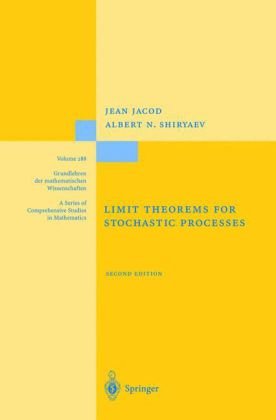 JEAN JACOD
ALBERT N. SHIRYAEV
Volume 288
Grundlehren
der mathematischen
Wissenschaften
A Series of
Comprehensive Studies
in Mathematics
LIMIT THEOREMS FOR
STOCHASTIC PROCESSES
SECOND EDITION
Springer